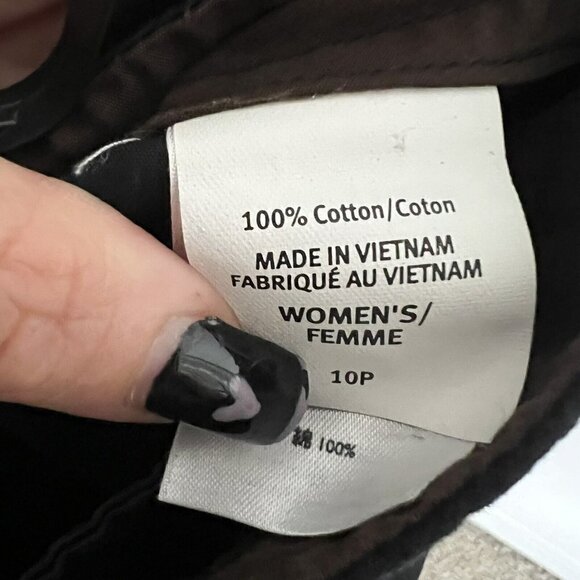 100% Cotton/Coton
MADE IN VIETNAM
FABRIQUÉ AU VIETNAM
WOMEN'S/
FEMME
10P
綿 100%